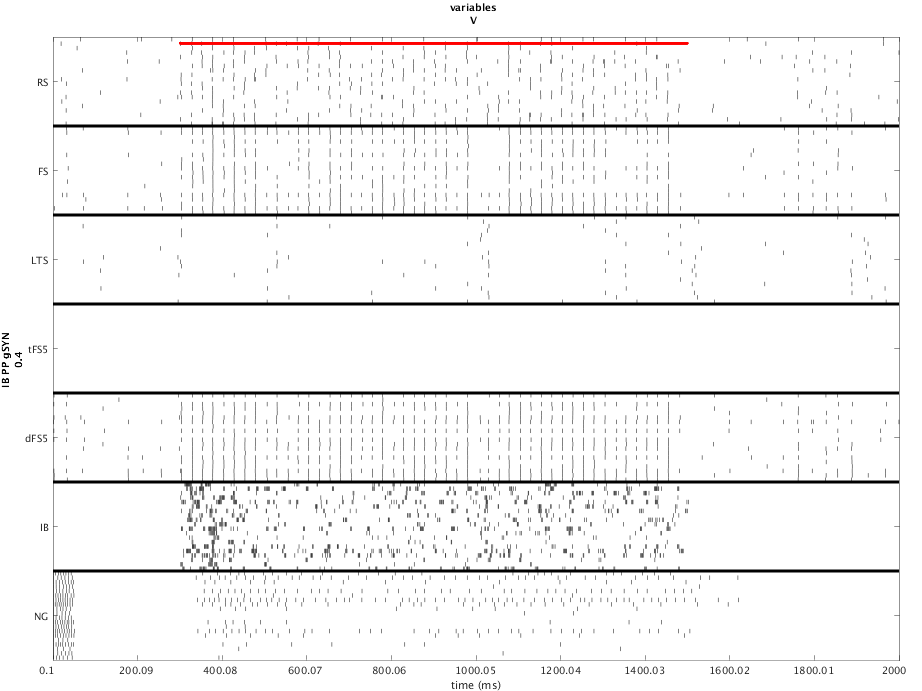 variables
V
RS
FS
LTS
tFS5
dFS5
IB
NG
IB PP gSYN
0.4
0.1
200.09
400.08
600.07
800.06
1000.05
1200.04
1400.03
1600.02
1800.01
2000
time (ms)